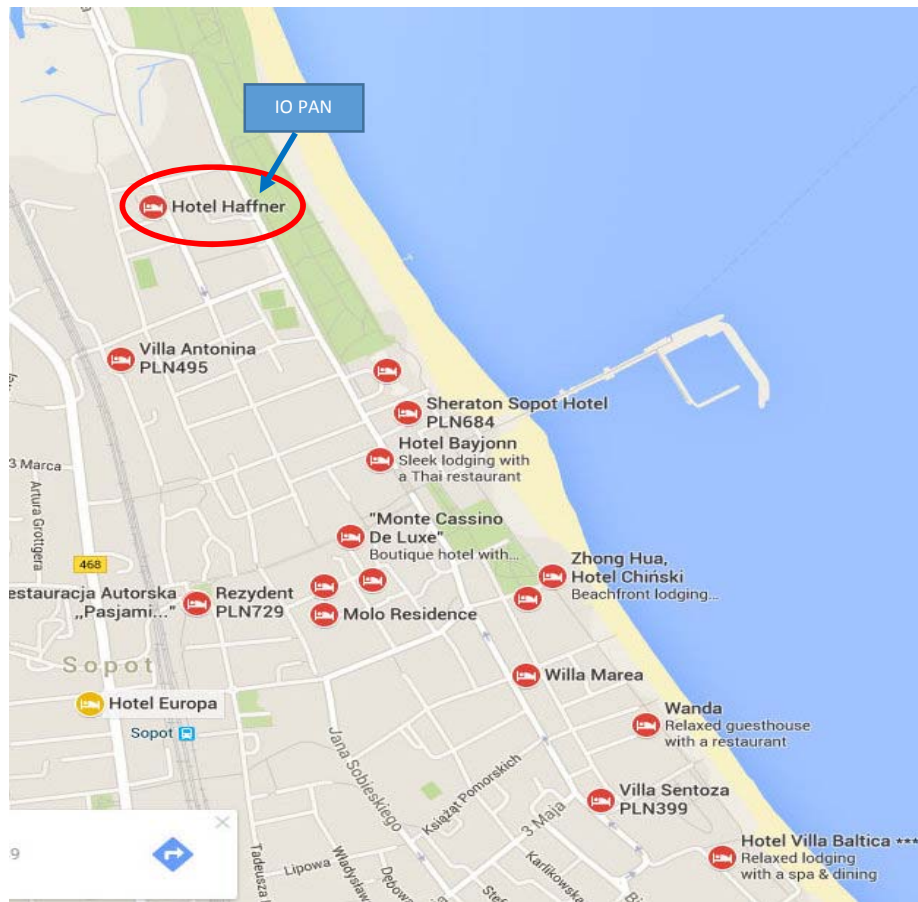 IO PAN
Hotel Haffner
Villa Antonina
PLN495
Sheraton Sopot Hotel
PLN684
Hotel Bayjonn
Sleek lodging with
a Thai restaurant
3 Marca
Artura Grottgera
"Monte Cassino
De Luxe"
Boutique hotel with...
468
Zhong Hua,
Hotel Chiński
Beachfront lodging...
estauracja Autorska
„Pasjami..."
Rezydent
PLN729
Molo Residence
Sopot
Willa Marea
Hotel Europa
Sopot
Wanda
Relaxed guesthouse
with a restaurant
Jana Sobieskiego
Książąt Pomorskich
3 Maja
Villa Sentoza
PLN399
9
Tadeusza
Lipowa
Władysław
Dębowa
Karlikowska
Hotel Villa Baltica ***
Relaxed lodging
with a spa & dining